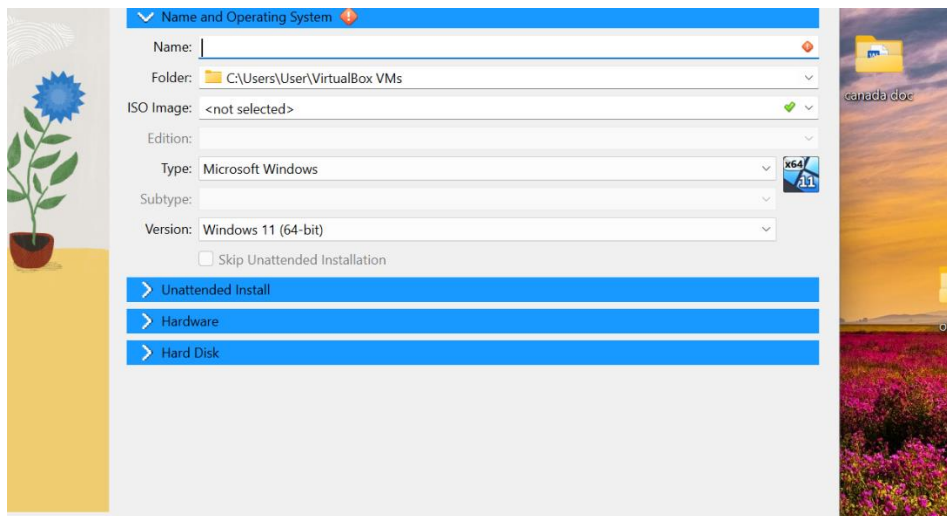 Name and Operating System
Name:
Folder: C:\Users\User\VirtualBox VMs
ISO Image: <not selected>
Edition:
Type: Microsoft Windows
x64
11
Subtype:
Version: Windows 11 (64-bit)
Skip Unattended Installation
Unattended Install
Hardware
Hard Disk
canada doc